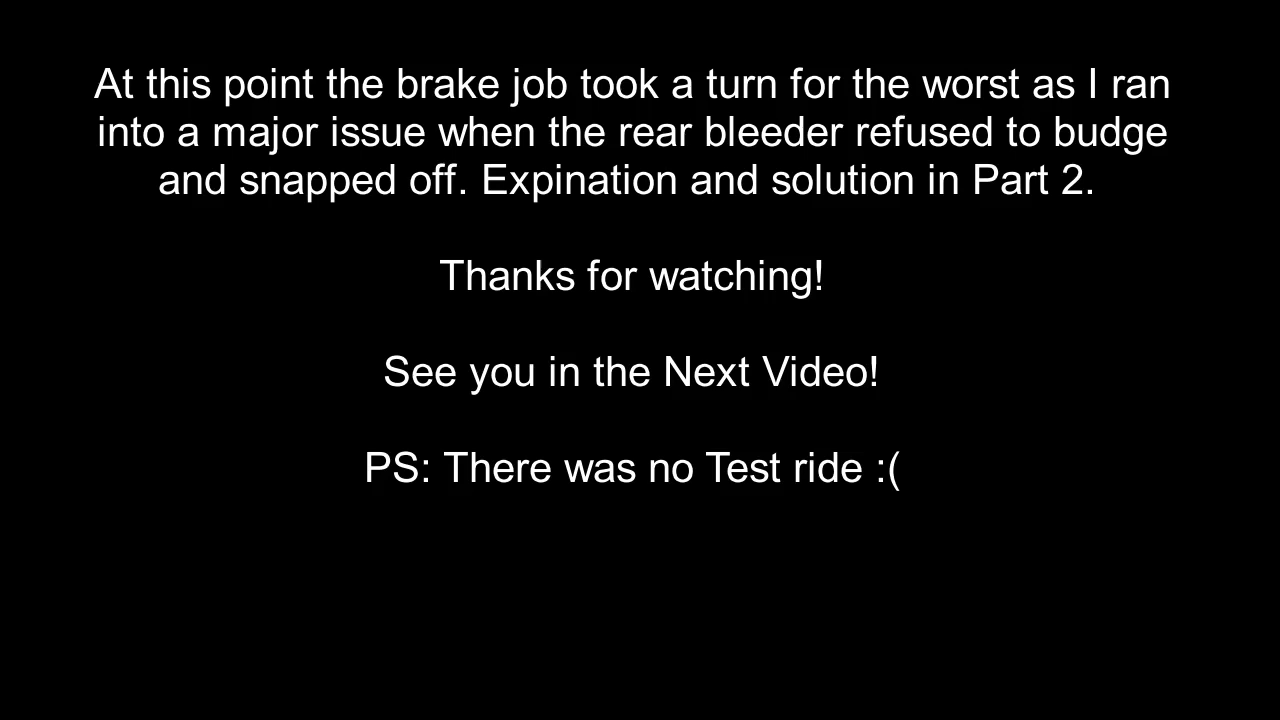 At this point the brake job took a turn for the worst as I ran
into a major issue when the rear bleeder refused to budge
and snapped off. Expination and solution in Part 2.
Thanks for watching!
See you in the Next Video!
PS: There was no Test ride :(